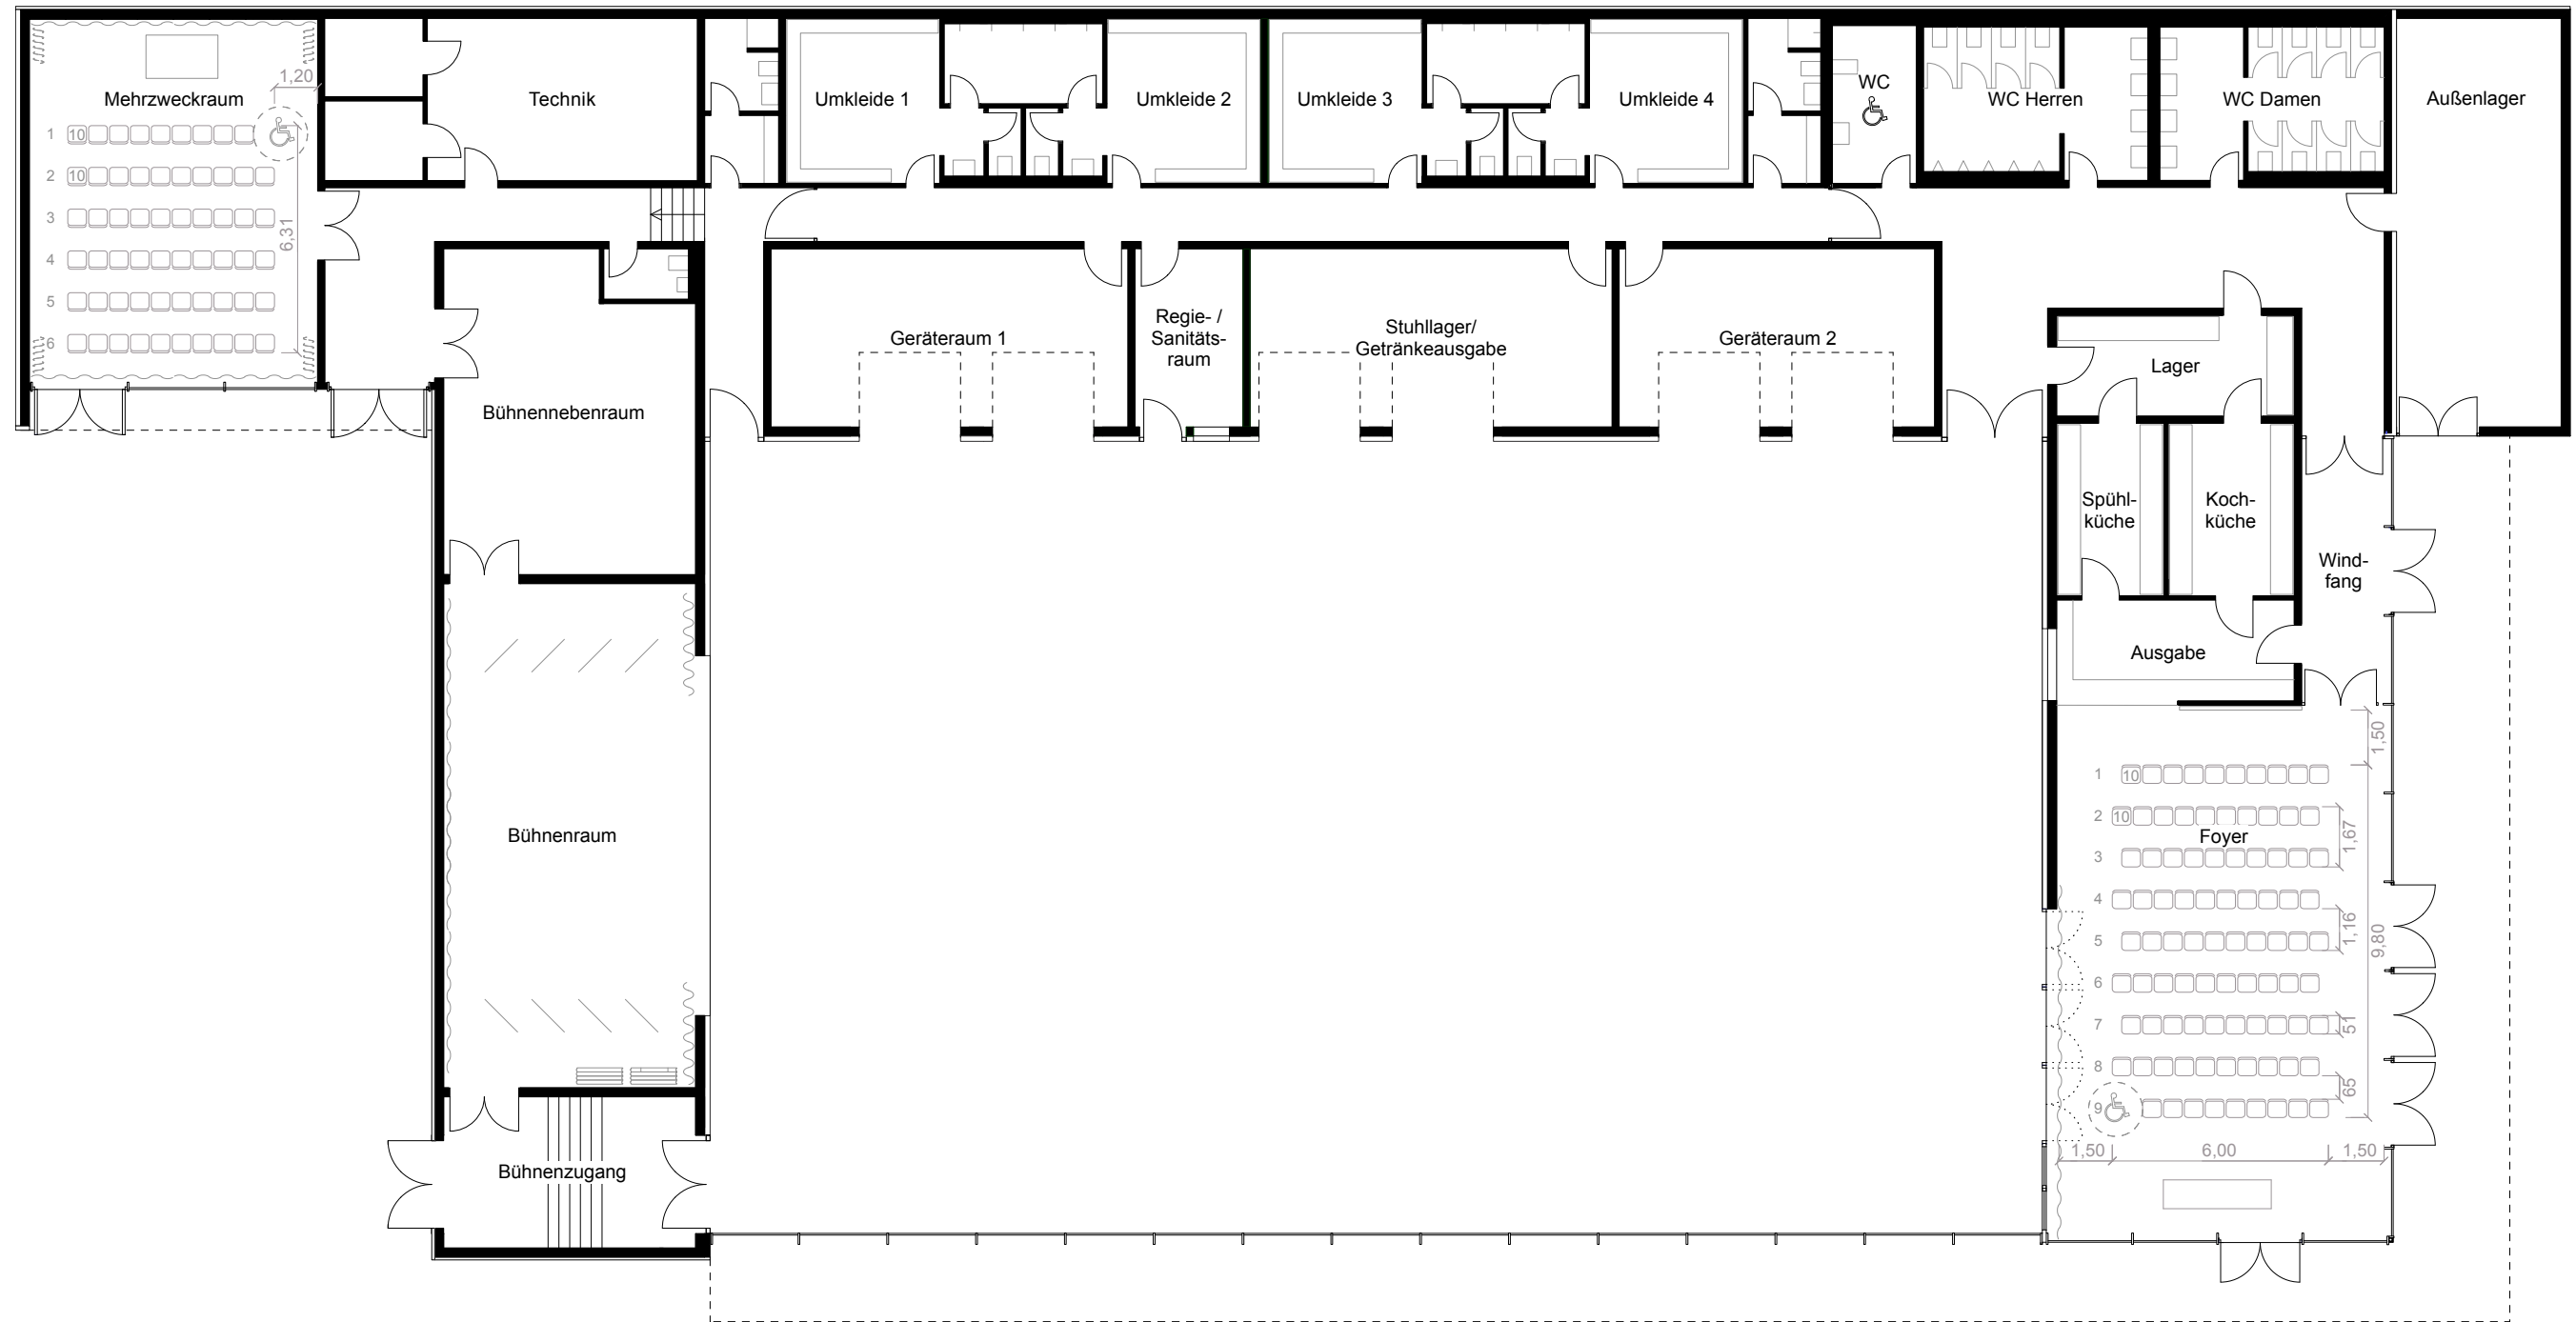 Mehrzweckraum
1,20
1 10
2 10
3
4
5
6
6,31
Technik
Umkleide 1
Umkleide 2
Umkleide 3
Umkleide 4
WC
WC Herren
WC Damen
Außenlager
Bühnennebenraum
Geräteraum 1
Regie- /
Sanitäts-
raum
Stuhllager/
Getränkeausgabe
Geräteraum 2
Lager
Spühl-
küche
Koch-
küche
Wind-
fang
Ausgabe
Bühnenraum
Bühnenzugang
1,50
1 10
2 10
Foyer
1,67
3
4
1,16
5
9,80
6
7
51
8
65
9
1,50
6,00
1,50